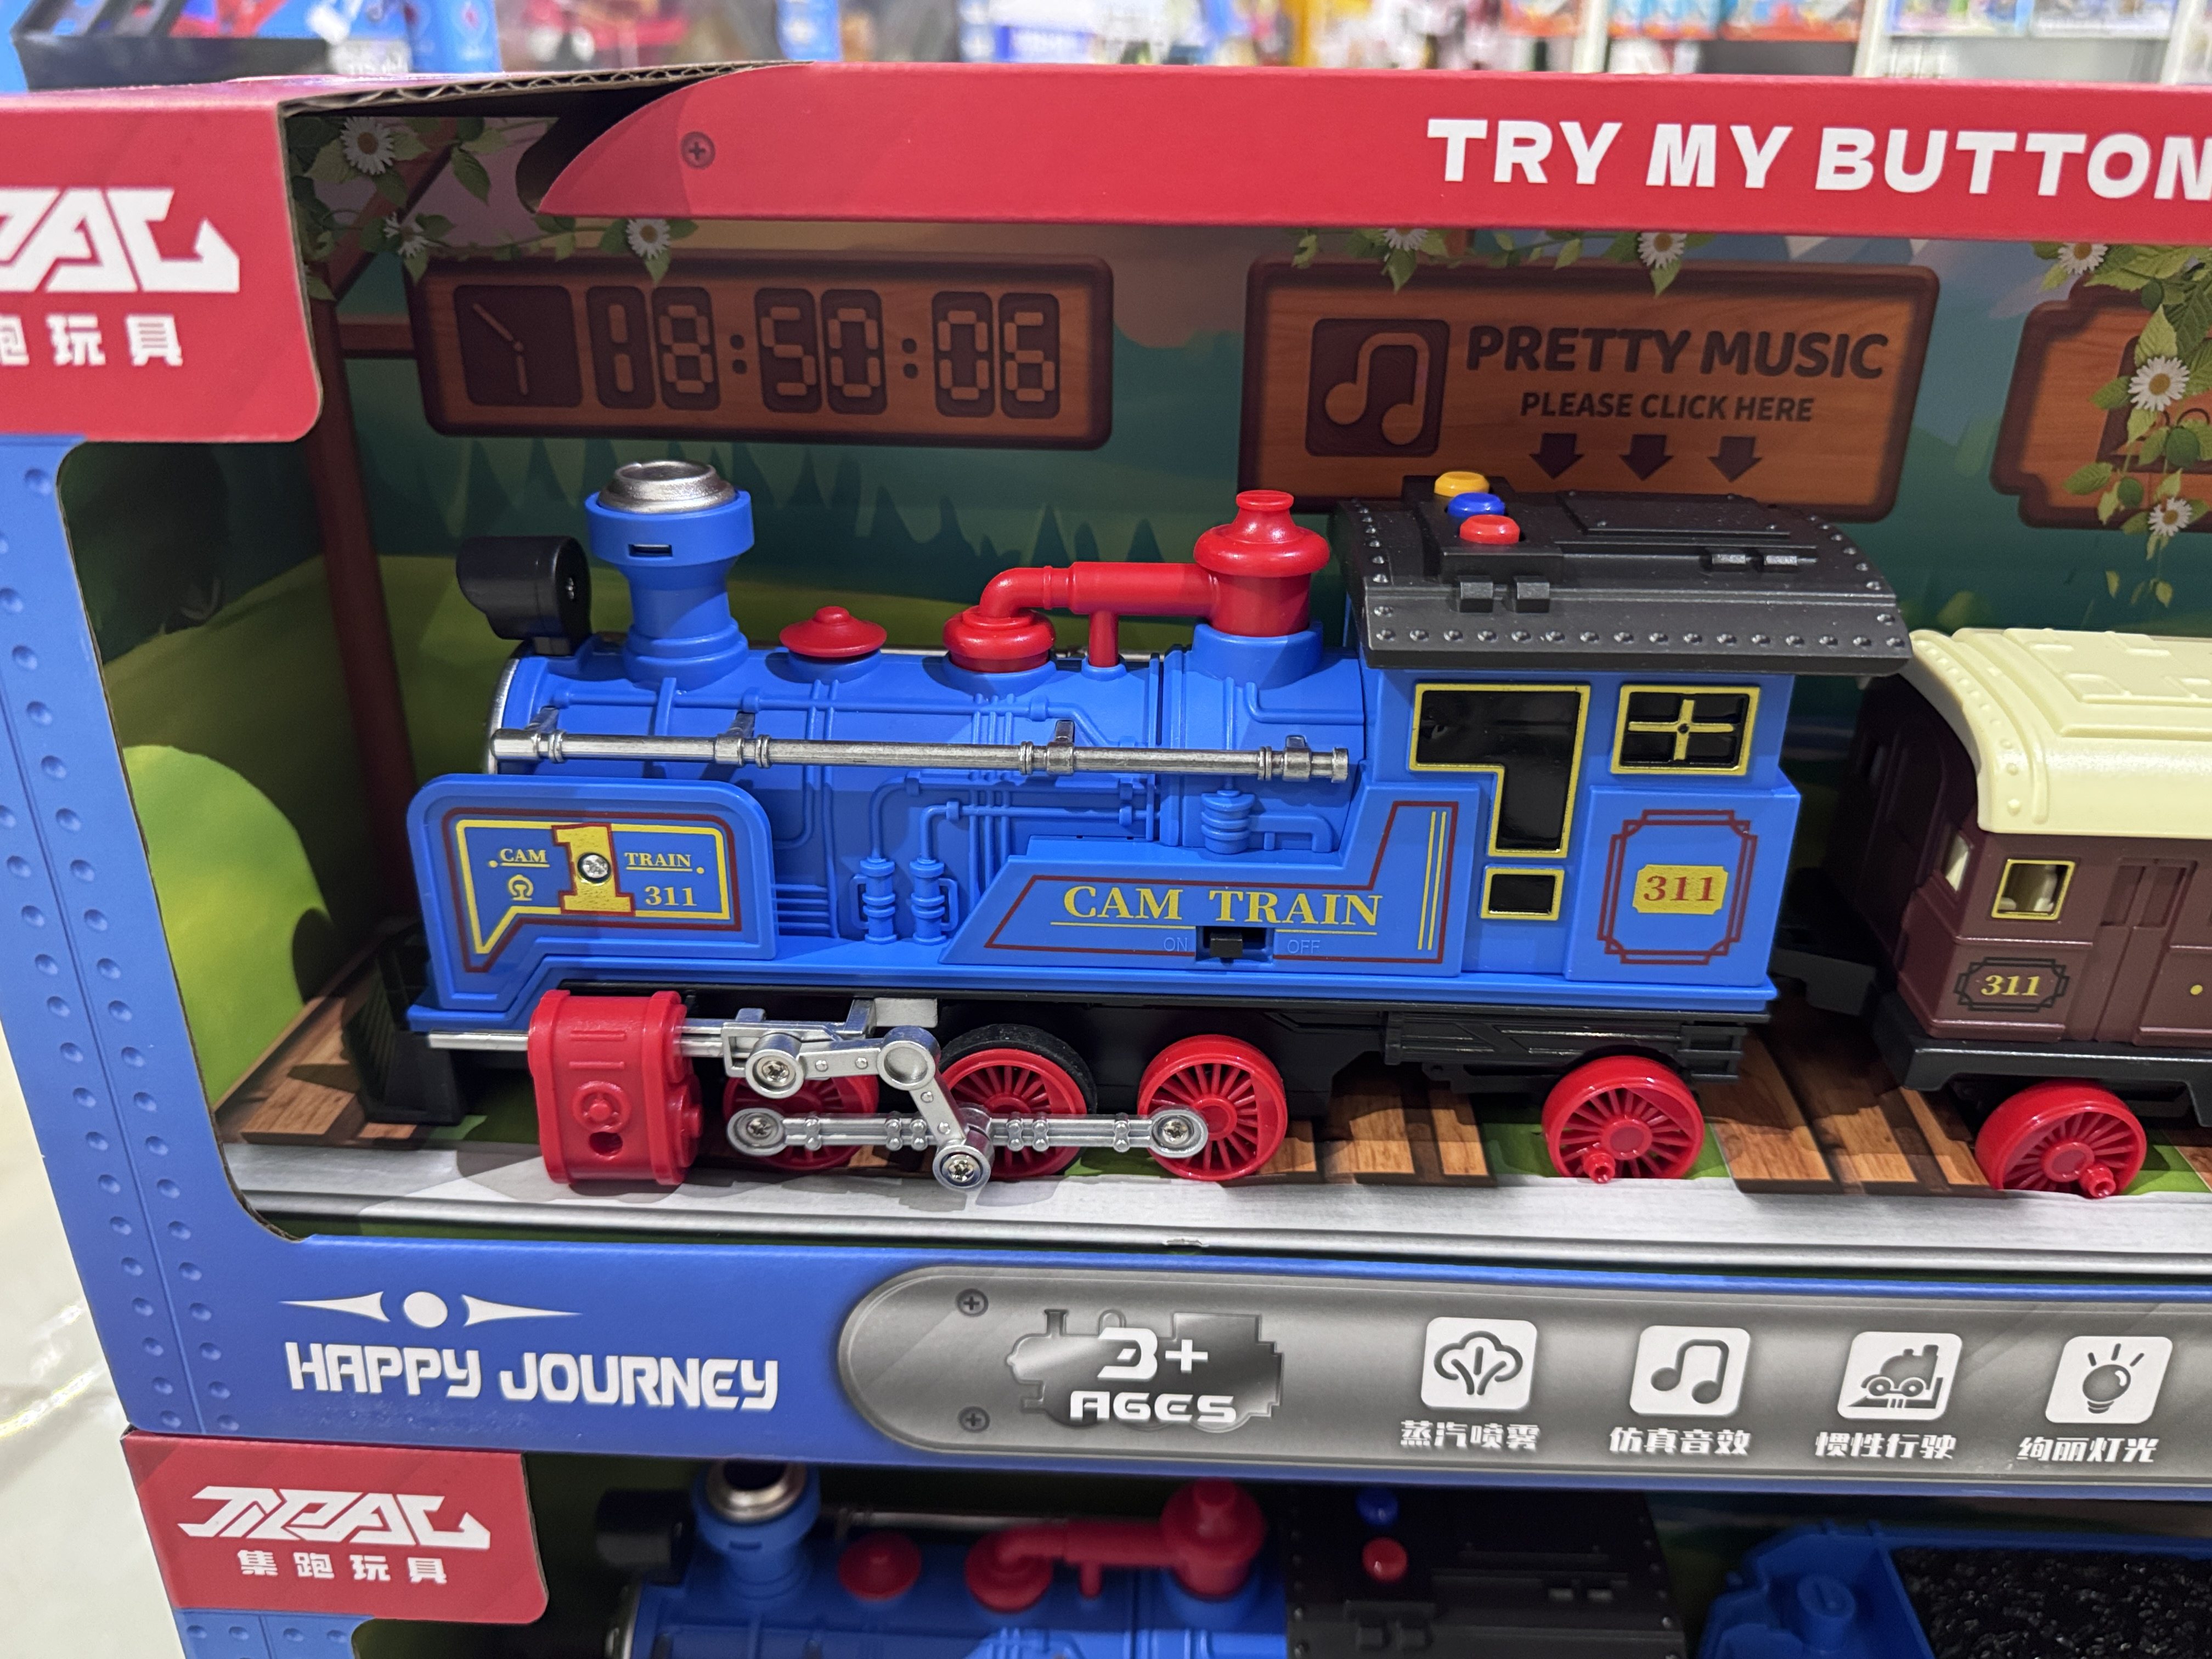 TRY MY BUTTON
玩具
18:50:06
PRETTY MUSIC
PLEASE CLICK HERE
CAM 1 TRAIN
311
CAM TRAIN
ON OFF
311
311
HAPPY JOURNEY
3+
AGES
蒸汽喷雾
仿真音效
惯性行驶
绚丽灯光
JIPAC
集跑玩具